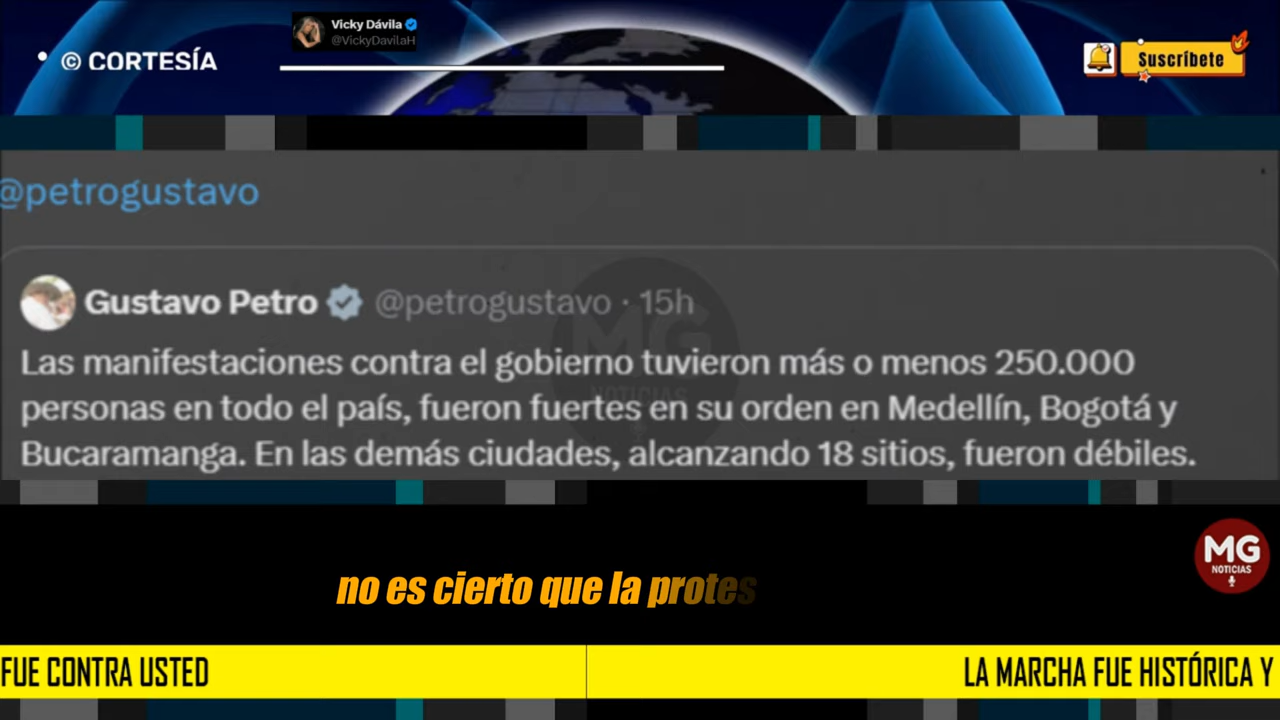 © CORTESÍA
Vicky Dávila
@VickyDavilaH
Suscríbete
@petrogustavo
Gustavo Petro @petrogustavo · 15h
Las manifestaciones contra el gobierno tuvieron más o menos 250.000
personas en todo el país, fueron fuertes en su orden en Medellín, Bogotá y
Bucaramanga. En las demás ciudades, alcanzando 18 sitios, fueron débiles.
MG
NOTICIAS
no es cierto que la protes
MG
NOTICIAS
FUE CONTRA USTED
LA MARCHA FUE HISTÓRICA Y